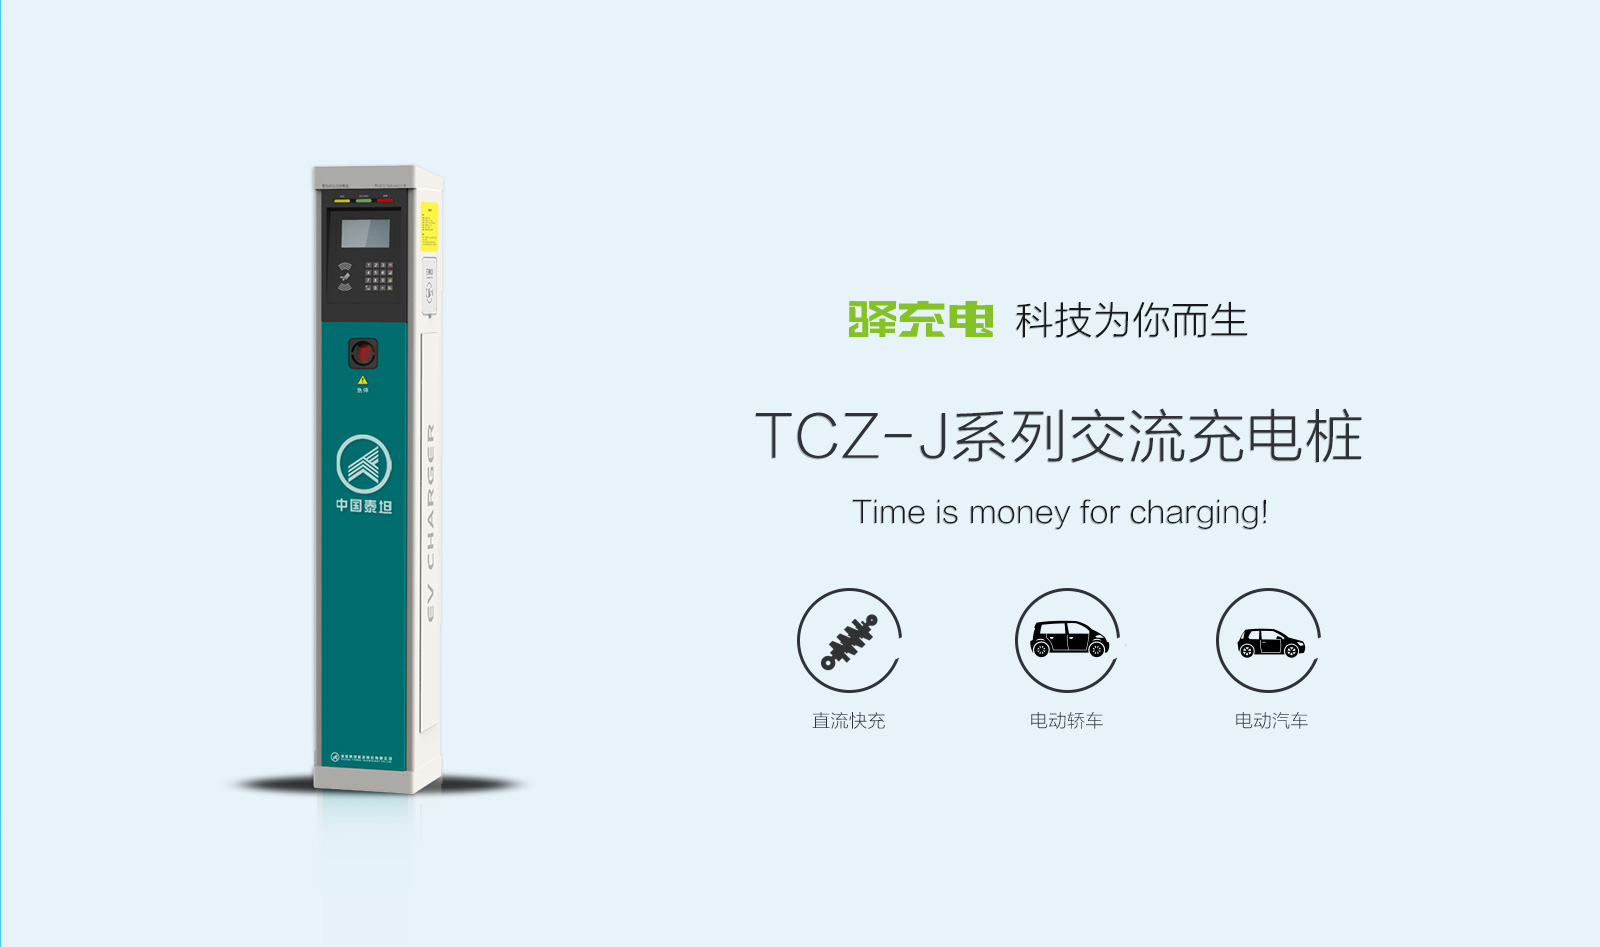 驿充电 科技为你而生
TCZ-J系列交流充电桩
Time is money for charging!
直流快充
电动轿车
电动汽车
急停
中国泰坦
EV CHARGER